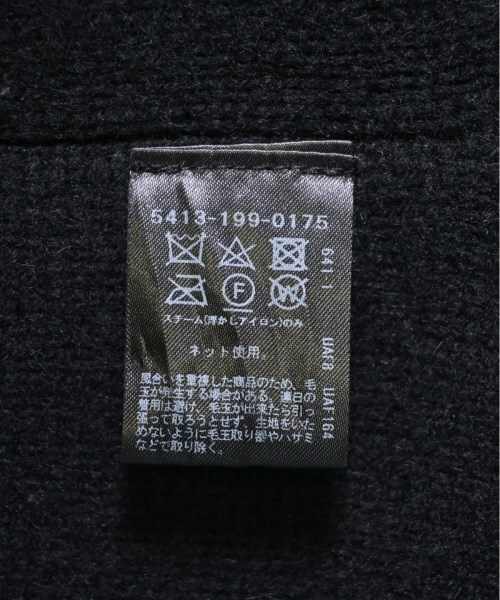 5413-199-0175
F
W
スチーム(浮かしアイロン)のみ
ネット使用。
風合いを重視した商品のため、毛
玉が発生する場合がある。連日の
着用は避け、毛玉が出来たら引っ
張って取ろうとせず、生地をいた
めないように毛玉取り器やハサミ
などで取り除く。
641 1
UAF8 UAF164